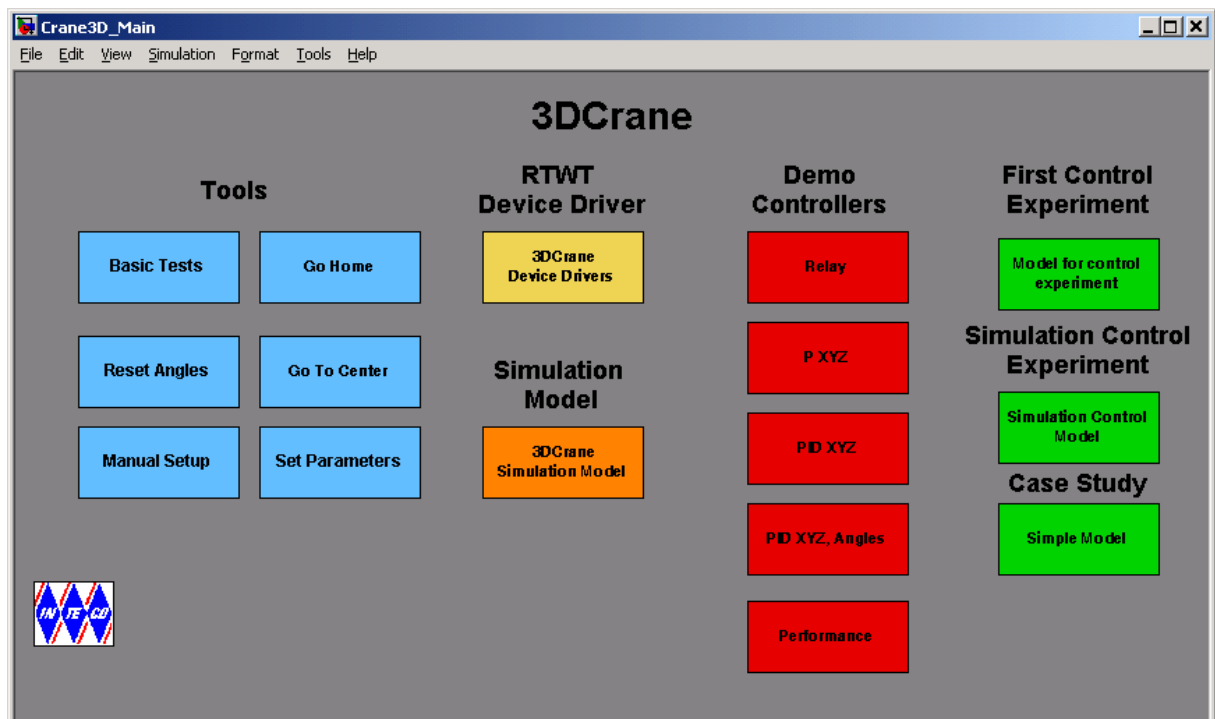 Crane3D_Main
File Edit View Simulation Format Tools Help
3DCrane
Tools
Basic Tests
Go Home
Reset Angles
Go To Center
Manual Setup
Set Parameters
RTWT
Device Driver
3DCrane
Device Drivers
Simulation
Model
3DCrane
Simulation Model
Demo
Controllers
Relay
P XYZ
PID XYZ
PID XYZ, Angles
Performance
First Control
Experiment
Model for control
experiment
Simulation Control
Experiment
Simulation Control
Model
Case Study
Simple Model
IN TE CO